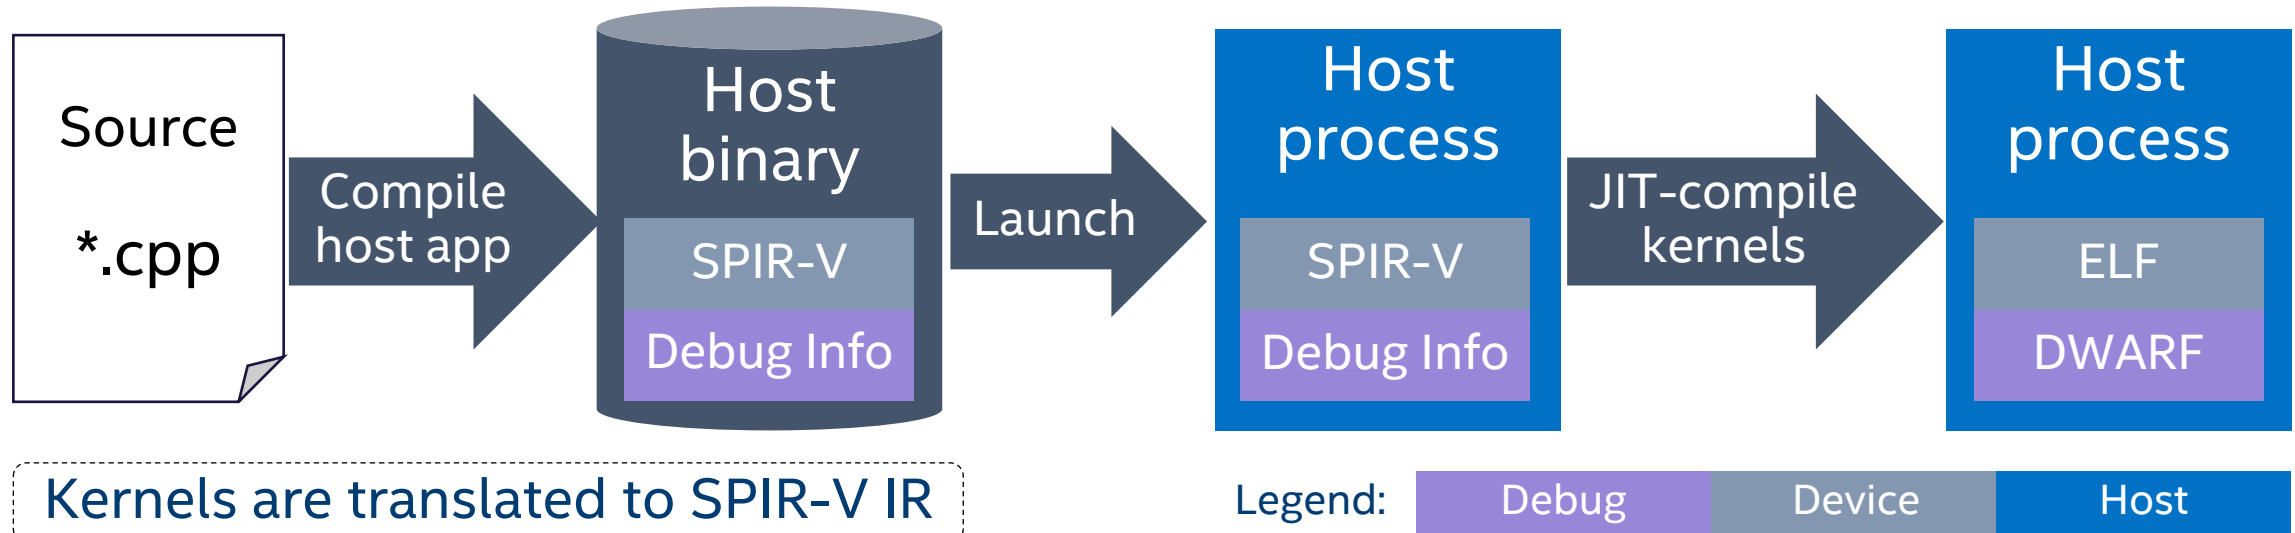 Source
*.cpp
Compile
host app
Host
binary
SPIR-V
Debug Info
Launch
Host
process
SPIR-V
Debug Info
JIT-compile
kernels
Host
process
ELF
DWARF
Kernels are translated to SPIR-V IR
Legend: Debug Device Host